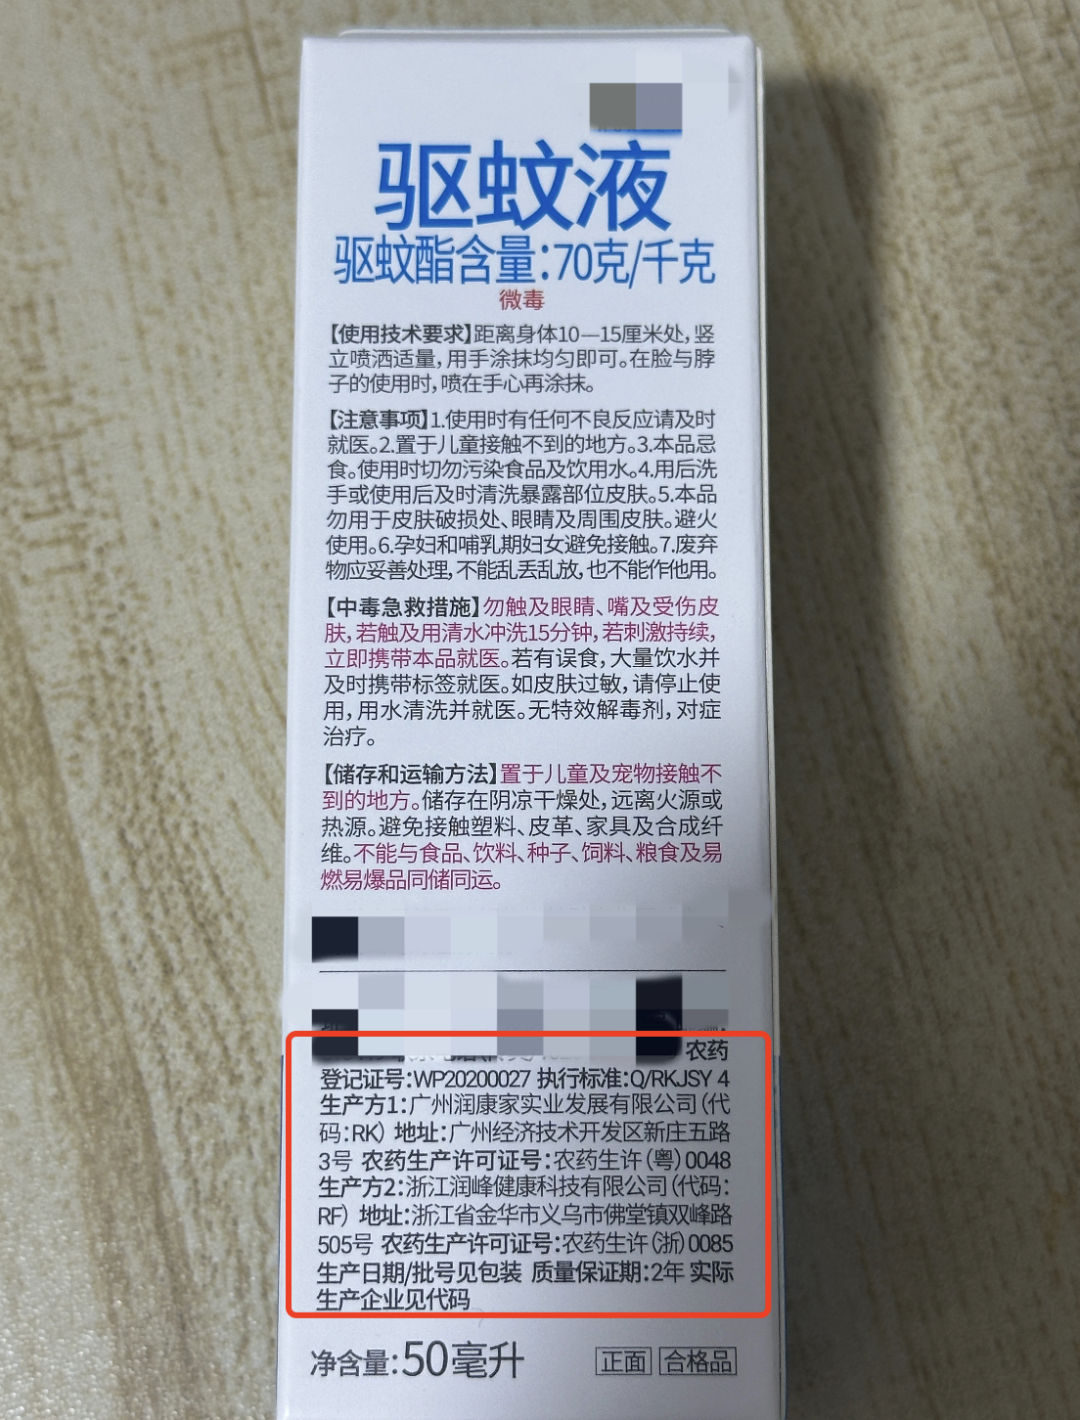 驱蚊液
驱蚊酯含量:70克/千克
微毒
【使用技术要求】距离身体10—15厘米处,竖
立喷洒适量,用手涂抹均匀即可。在脸与脖
子的使用时,喷在手心再涂抹。
【注意事项】1.使用时有任何不良反应请及时
就医。2.置于儿童接触不到的地方。3.本品忌
食。使用时切勿污染食品及饮用水。4.用后洗
手或使用后及时清洗暴露部位皮肤。5.本品
勿用于皮肤破损处、眼睛及周围皮肤。避火
使用。6.孕妇和哺乳期妇女避免接触。7.废弃
物应妥善处理,不能乱丢乱放,也不能作他用。
【中毒急救措施】勿触及眼睛、嘴及受伤皮
肤,若触及用清水冲洗15分钟,若刺激持续,
立即携带本品就医。若有误食,大量饮水并
及时携带标签就医。如皮肤过敏,请停止使
用,用水清洗并就医。无特效解毒剂,对症
治疗。
【储存和运输方法】置于儿童及宠物接触不
到的地方。储存在阴凉干燥处,远离火源或
热源。避免接触塑料、皮革、家具及合成纤
维。不能与食品、饮料、种子、饲料、粮食及易
燃易爆品同储同运。
农药
登记证号:WP20200027 执行标准:Q/RKJSY 4
生产方1:广州润康家实业发展有限公司(代
码:RK) 地址:广州经济技术开发区新庄五路
3号 农药生产许可证号:农药生许(粤)0048
生产方2:浙江润峰健康科技有限公司(代码:
RF) 地址:浙江省金华市义乌市佛堂镇双峰路
505号 农药生产许可证号:农药生许(浙)0085
生产日期/批号见包装 质量保证期:2年 实际
生产企业见代码
净含量:50毫升 正面 合格品